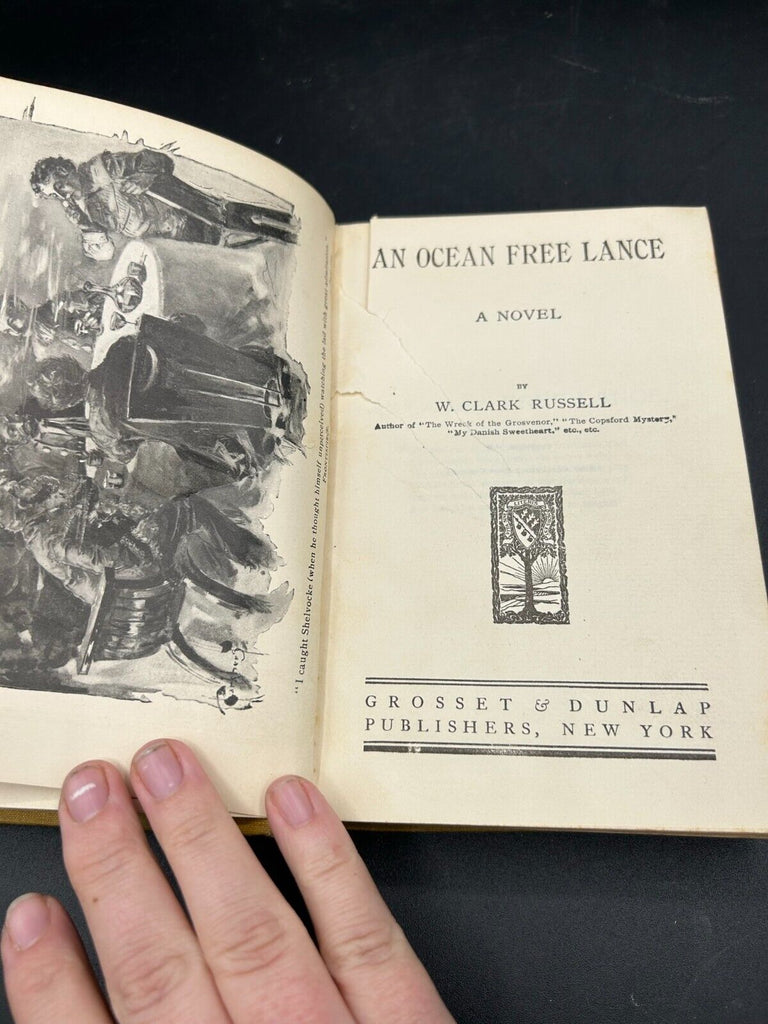 "I caught Shelvocke (when he thought himself unperceived) watching the lad with great attention."
FRONTISPIECE.
AN OCEAN FREE LANCE
A NOVEL
BY
W. CLARK RUSSELL
Author of "The Wreck of the Grosvenor," "The Copsford Mystery,"
"My Danish Sweetheart," etc., etc.
GROSSET & DUNLAP
PUBLISHERS, NEW YORK